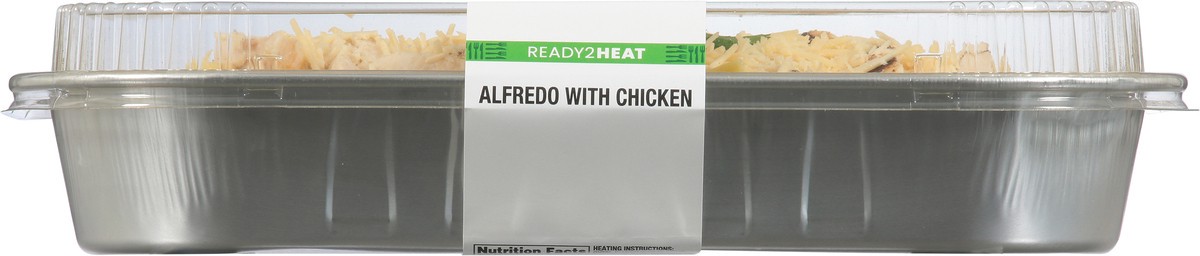 READY2HEAT
ALFREDO WITH CHICKEN
Nutrition Facts
HEATING INSTRUCTIONS: